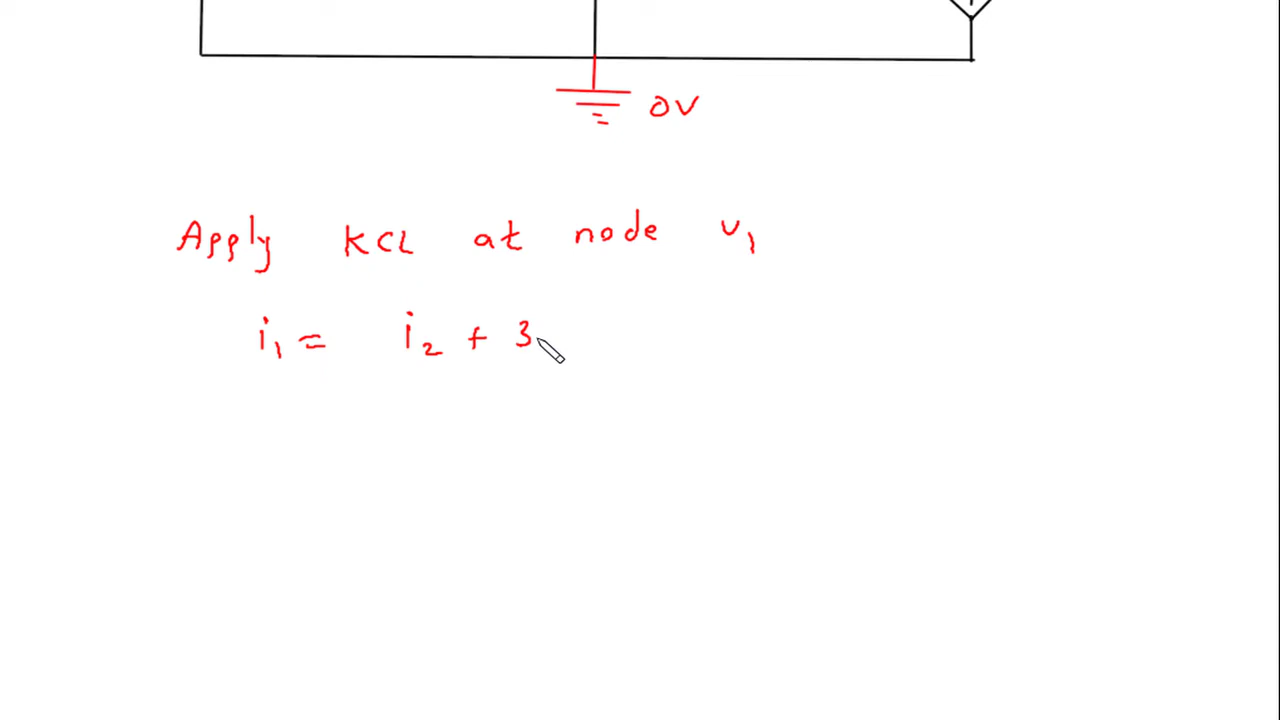 0V
Apply KCL at node v₁
i₁ = i₂ + 3